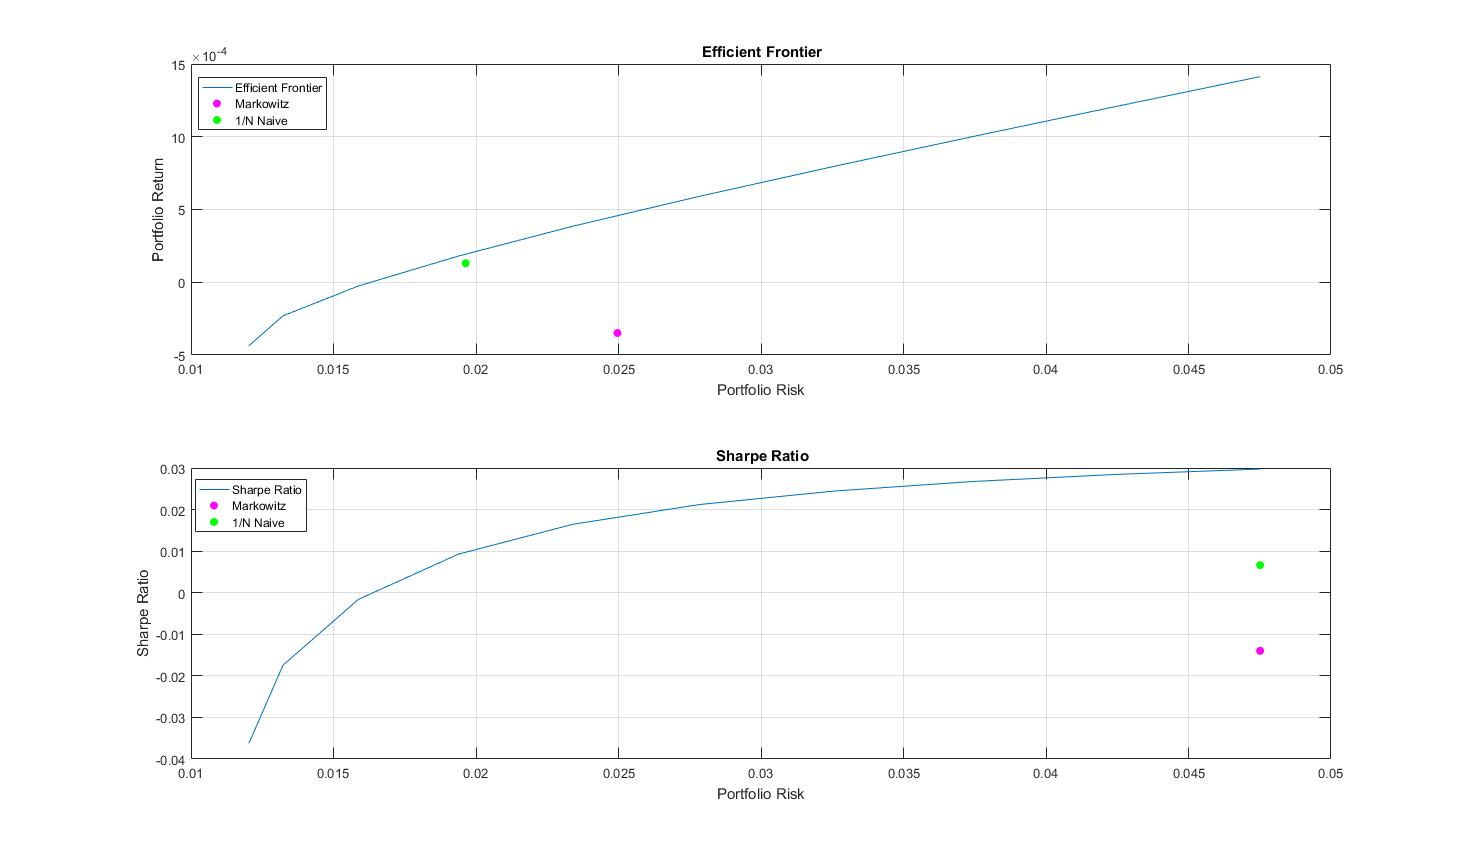 Efficient Frontier
×10-4
15
10
5
0
-5
Efficient Frontier
Markowitz
1/N Naive
Portfolio Return
0.01 0.015 0.02 0.025 0.03 0.035 0.04 0.045 0.05
Portfolio Risk
Sharpe Ratio
0.03
0.02
0.01
0
-0.01
-0.02
-0.03
-0.04
Sharpe Ratio
Markowitz
1/N Naive
Sharpe Ratio
0.01 0.015 0.02 0.025 0.03 0.035 0.04 0.045 0.05
Portfolio Risk